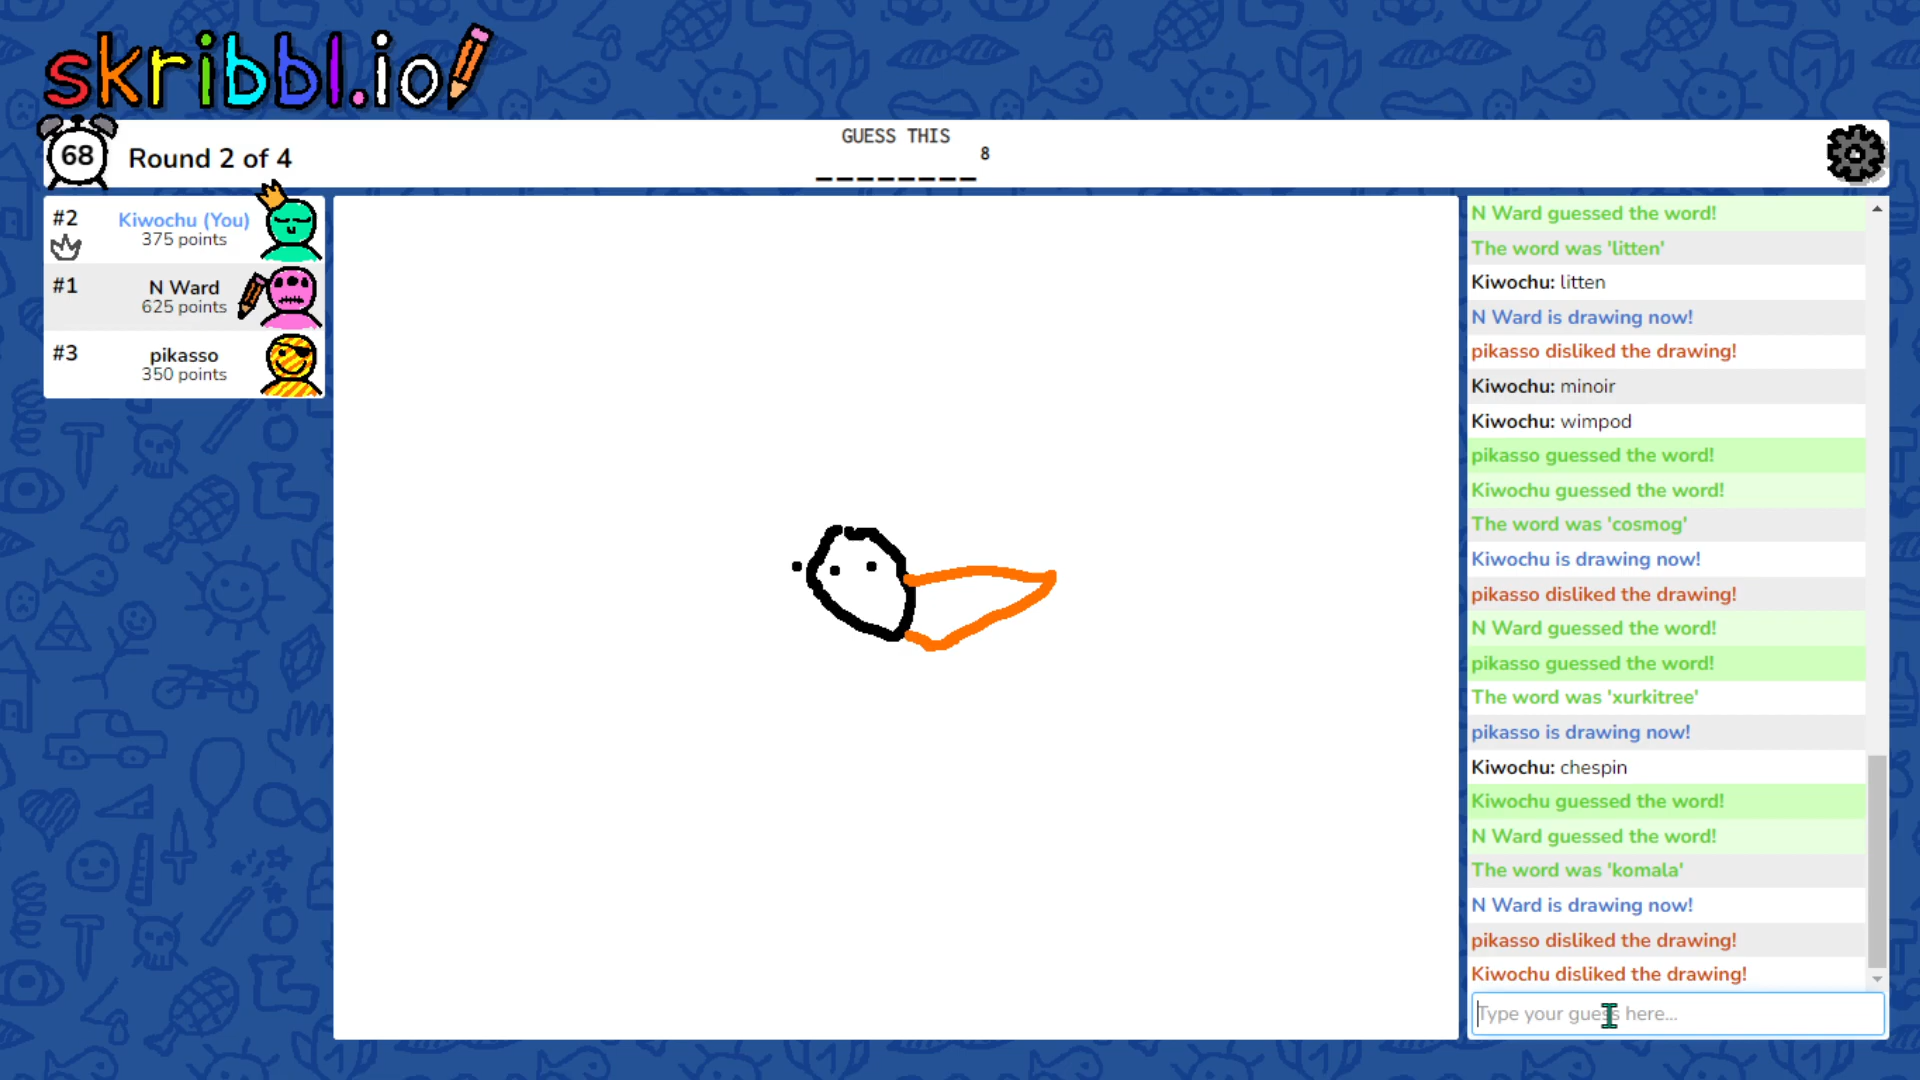 skribbl.io
68
Round 2 of 4
GUESS THIS
________ 8
#2
Kiwochu (You)
375 points
#1
N Ward
625 points
#3
pikasso
350 points
N Ward guessed the word!
The word was 'litten'
Kiwochu: litten
N Ward is drawing now!
pikasso disliked the drawing!
Kiwochu: minoir
Kiwochu: wimpod
pikasso guessed the word!
Kiwochu guessed the word!
The word was 'cosmog'
Kiwochu is drawing now!
pikasso disliked the drawing!
N Ward guessed the word!
pikasso guessed the word!
The word was 'xurkitree'
pikasso is drawing now!
Kiwochu: chespin
Kiwochu guessed the word!
N Ward guessed the word!
The word was 'komala'
N Ward is drawing now!
pikasso disliked the drawing!
Kiwochu disliked the drawing!
Type your guess here...